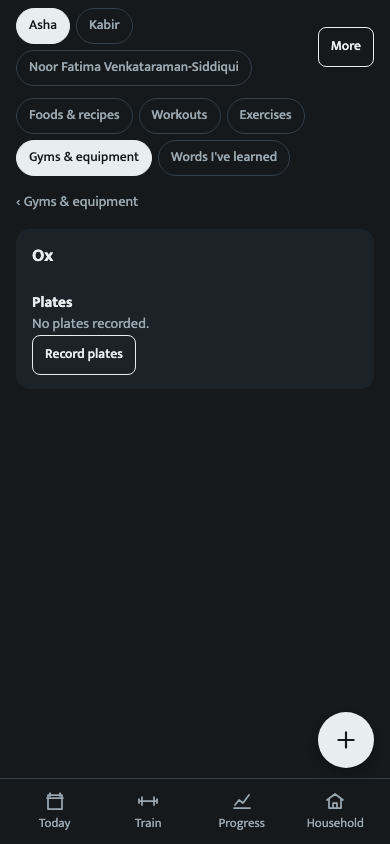 Asha
Kabir
More
Noor Fatima Venkataraman-Siddiqui
Foods & recipes
Workouts
Exercises
Gyms & equipment
Words I've learned
‹ Gyms & equipment
Ox
Plates
No plates recorded.
Record plates
Today
Train
Progress
Household